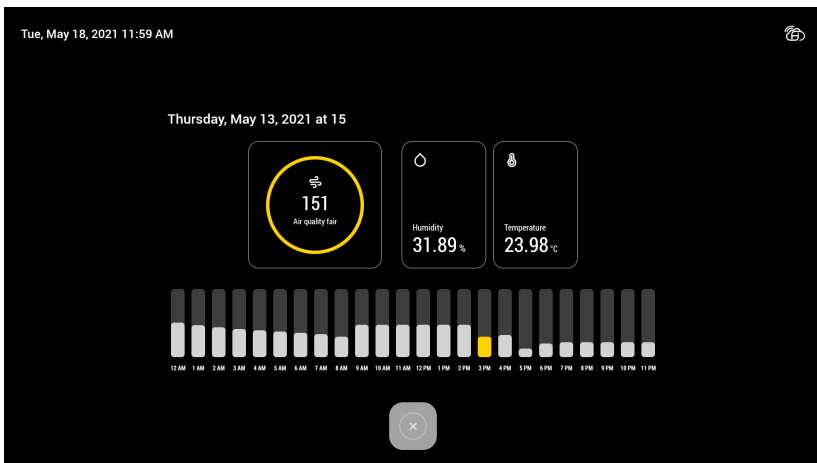 Tue, May 18, 2021 11:59 AM
Thursday, May 13, 2021 at 15
151
Air quality fair
Humidity
31.89 %
Temperature
23.98 °C
12 AM 1 AM 2 AM 3 AM 4 AM 5 AM 6 AM 7 AM 8 AM 9 AM 10 AM 11 AM 12 PM 1 PM 2 PM 3 PM 4 PM 5 PM 6 PM 7 PM 8 PM 9 PM 10 PM 11 PM